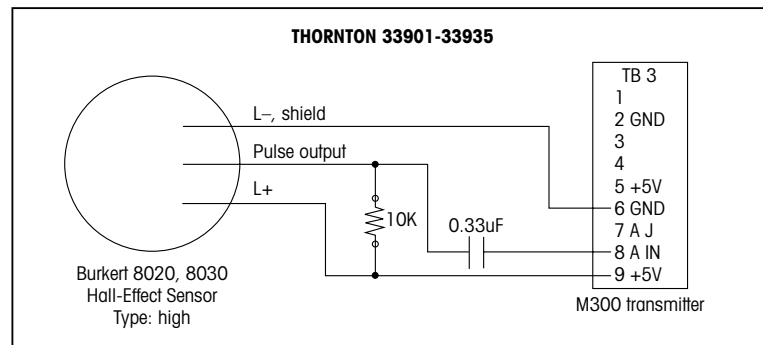 THORNTON 33901-33935
L–, shield
Pulse output
L+
10K
0.33uF
Burkert 8020, 8030
Hall-Effect Sensor
Type: high
TB 3
1
2 GND
3
4
5 +5V
6 GND
7 A J
8 A IN
9 +5V
M300 transmitter